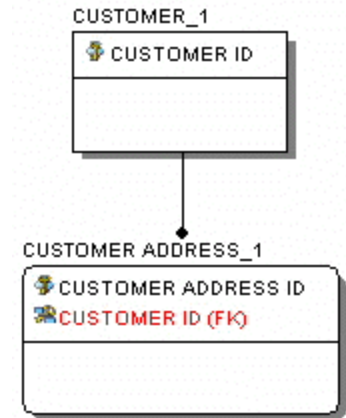 CUSTOMER_1
CUSTOMER ID
CUSTOMER ADDRESS_1
CUSTOMER ADDRESS ID
CUSTOMER ID (FK)